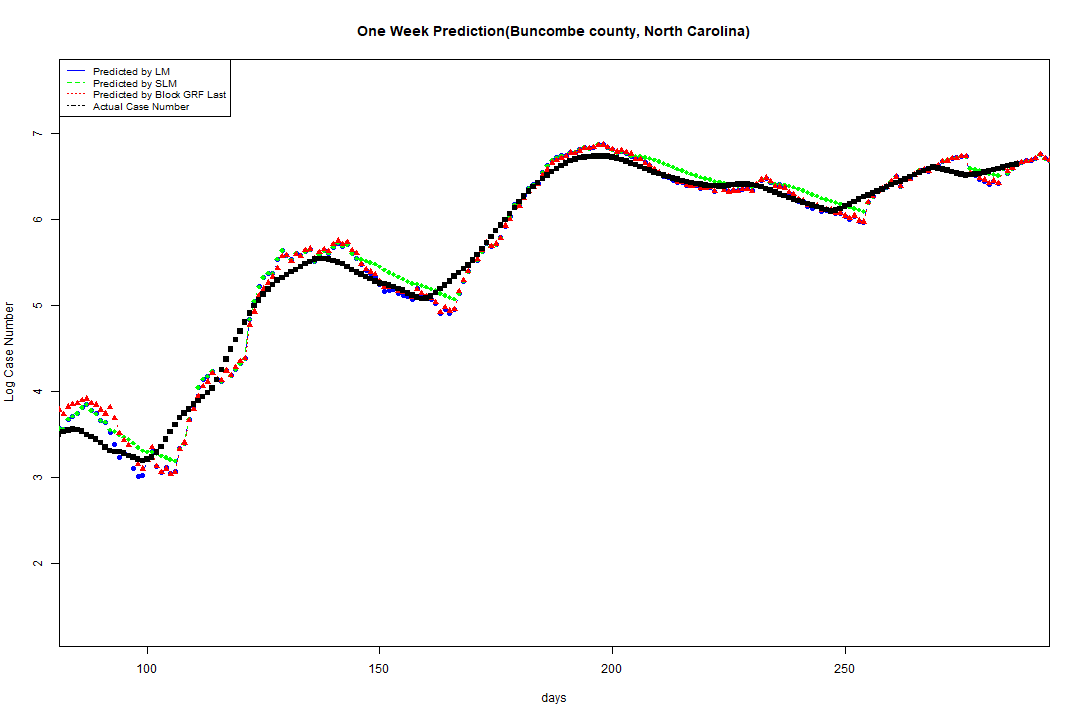 One Week Prediction(Buncombe county, North Carolina)
Predicted by LM
Predicted by SLM
Predicted by Block GRF Last
Actual Case Number
7
6
5
4
3
2
Log Case Number
100 150 200 250
days